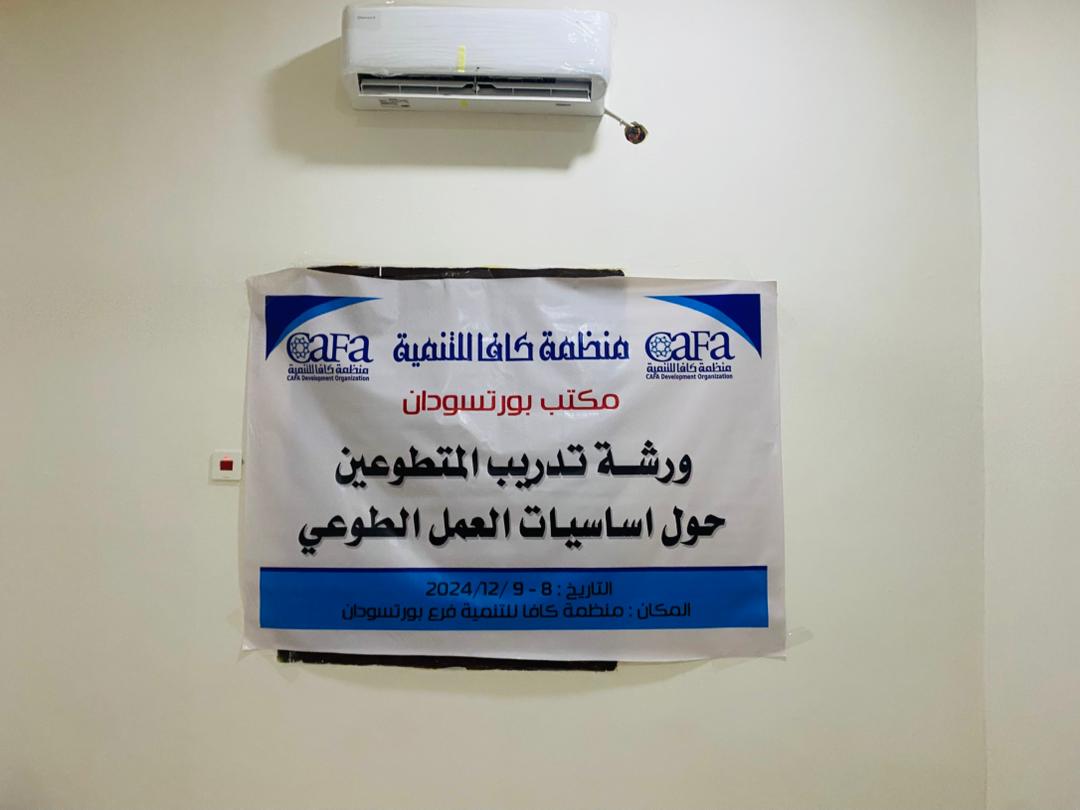 منظمة كافا للتنمية
CaFa
منظمة كافا للتنمية
CAFA Development Organization
CaFa
منظمة كافا للتنمية
CAFA Development Organization
مكتب بورتسودان
ورشة تدريب المتطوعين
حول اساسيات العمل الطوعي
التاريخ : 8 - 9 /2024/12
المكان : منظمة كافا للتنمية فرع بورتسودان